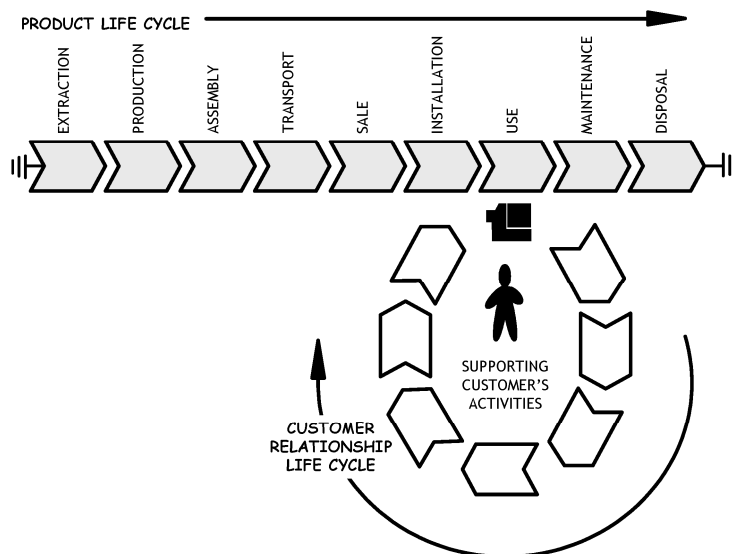 PRODUCT LIFE CYCLE
EXTRACTION
PRODUCTION
ASSEMBLY
TRANSPORT
SALE
INSTALLATION
USE
MAINTENANCE
DISPOSAL
SUPPORTING
CUSTOMER'S
ACTIVITIES
CUSTOMER
RELATIONSHIP
LIFE CYCLE